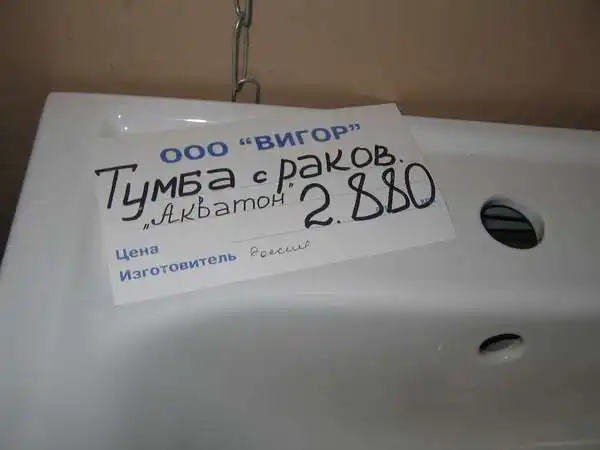 ООО “ВИГОР”
Тумба с раков.
„Акватон" 2.880
Цена
Изготовитель Россия